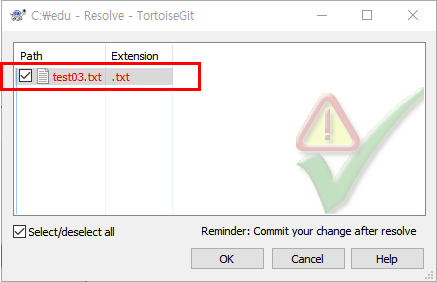 C:₩edu - Resolve - TortoiseGit
Path Extension
test03.txt .txt
Select/deselect all Reminder: Commit your change after resolve
OK Cancel Help